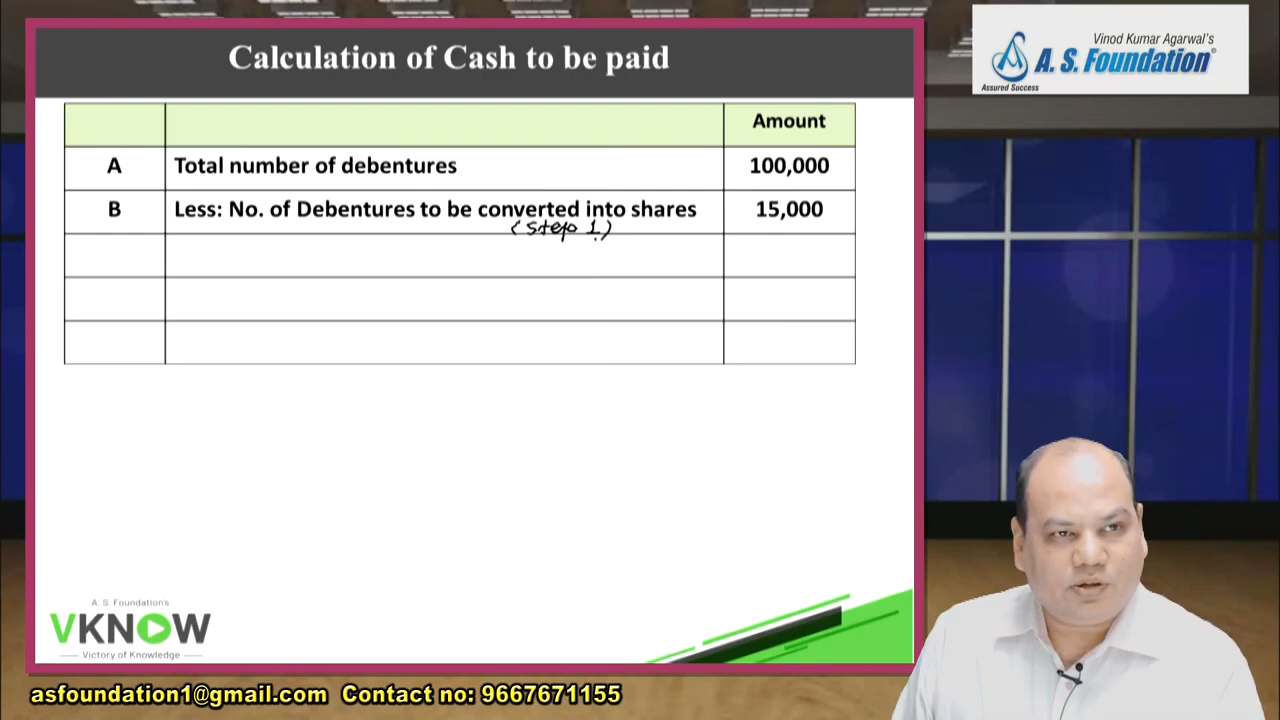 Calculation of Cash to be paid
Vinod Kumar Agarwal's
A. S. Foundation®
Assured Success
Amount
A Total number of debentures 100,000
B Less: No. of Debentures to be converted into shares 15,000
(Step 1)
A. S. Foundation's
VKNOW
Victory of Knowledge
asfoundation1@gmail.com Contact no: 9667671155